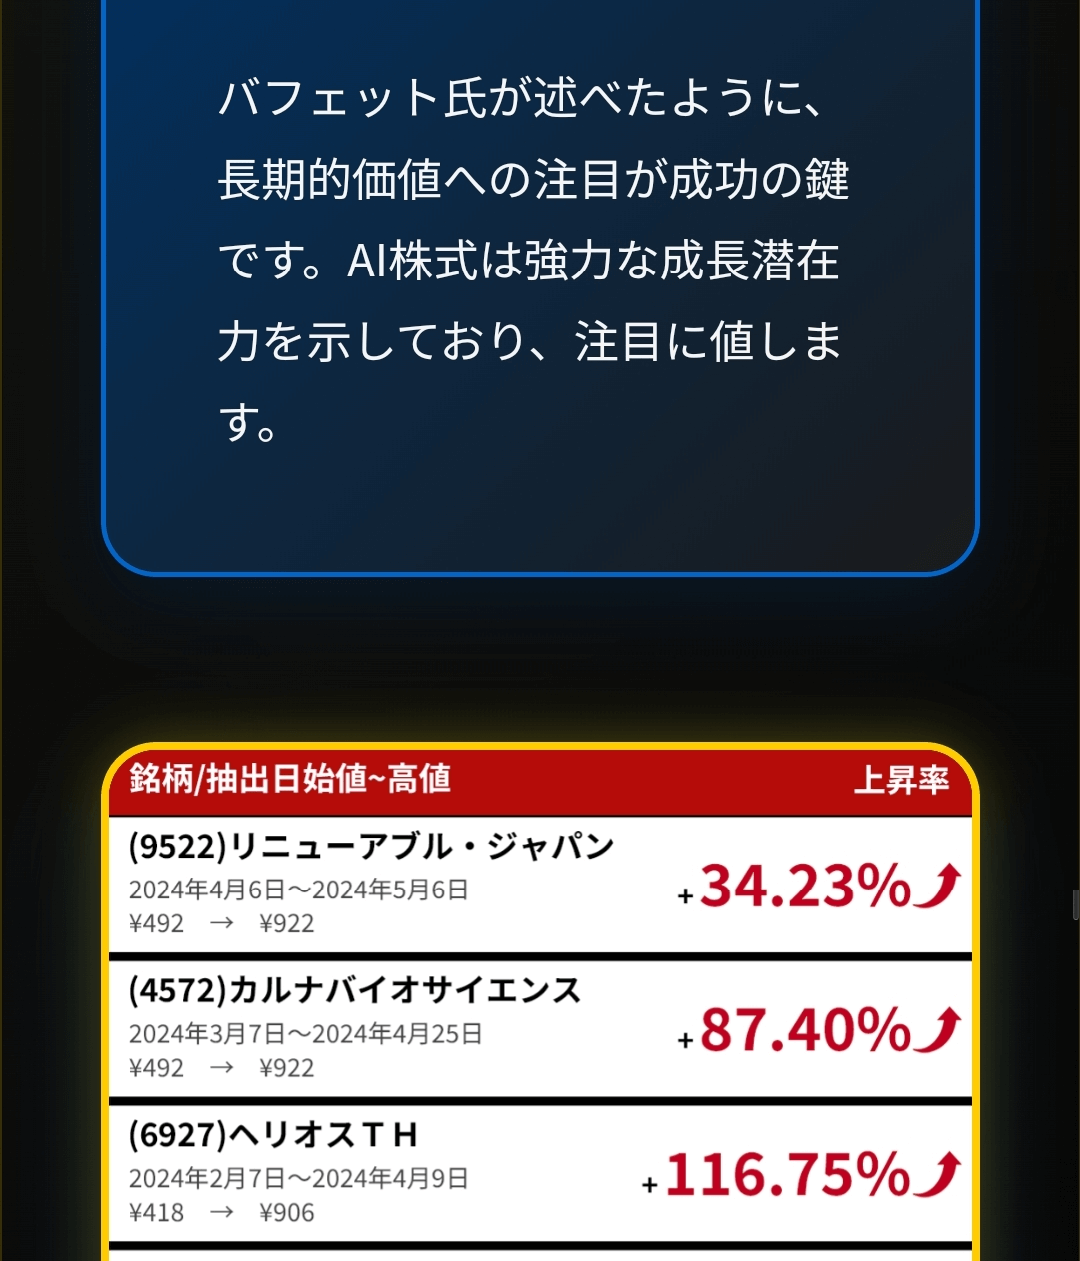 バフェット氏が述べたように、
長期的価値への注目が成功の鍵
です。AI株式は強力な成長潜在
力を示しており、注目に値しま
す。
銘柄/抽出日始値~高値 上昇率
(9522)リニューアブル・ジャパン
2024年4月6日〜2024年5月6日
¥492 → ¥922
+34.23%
(4572)カルナバイオサイエンス
2024年3月7日〜2024年4月25日
¥492 → ¥922
+87.40%
(6927)ヘリオスＴＨ
2024年2月7日〜2024年4月9日
¥418 → ¥906
+116.75%